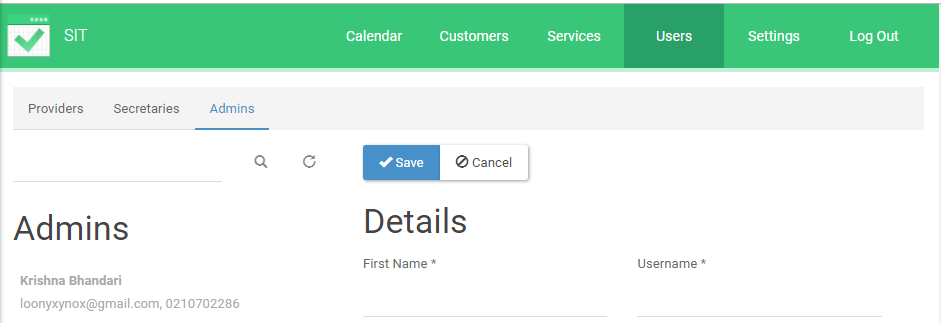 SIT
Calendar Customers Services Users Settings Log Out
Providers Secretaries Admins
Save Cancel
Admins
Details
First Name * Username *
Krishna Bhandari
loonyxynox@gmail.com, 0210702286